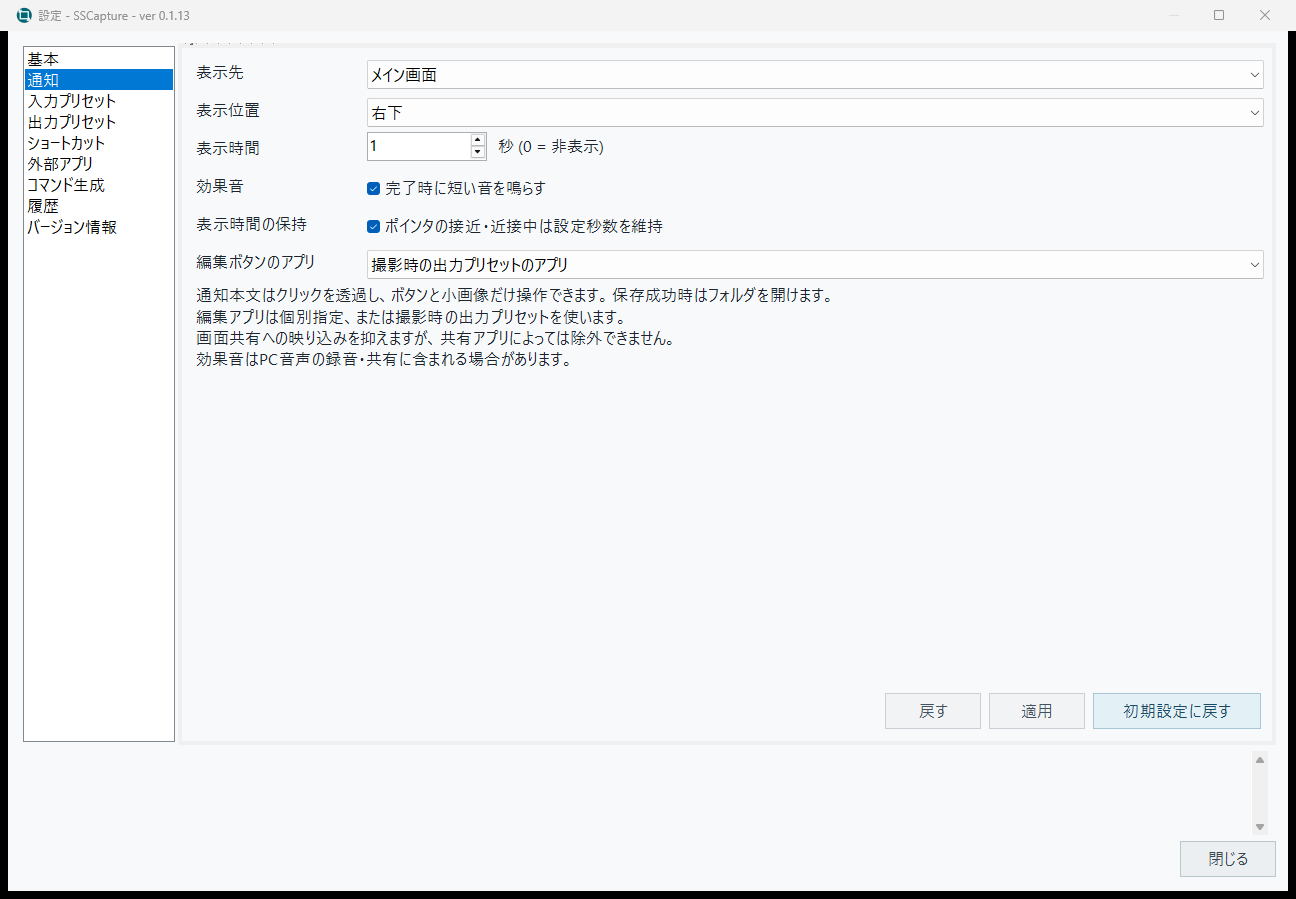 設定 - SSCapture - ver 0.1.13
基本
通知
入力プリセット
出力プリセット
ショートカット
外部アプリ
コマンド生成
履歴
バージョン情報
表示先
メイン画面
表示位置
右下
表示時間
1
秒 (0 = 非表示)
効果音
完了時に短い音を鳴らす
表示時間の保持
ポインタの接近・近接中は設定秒数を維持
編集ボタンのアプリ
撮影時の出力プリセットのアプリ
通知本文はクリックを透過し、ボタンと小画像だけ操作できます。保存成功時はフォルダを開けます。
編集アプリは個別指定、または撮影時の出力プリセットを使います。
画面共有への映り込みを抑えますが、共有アプリによっては除外できません。
効果音はPC音声の録音・共有に含まれる場合があります。
戻す
適用
初期設定に戻す
閉じる